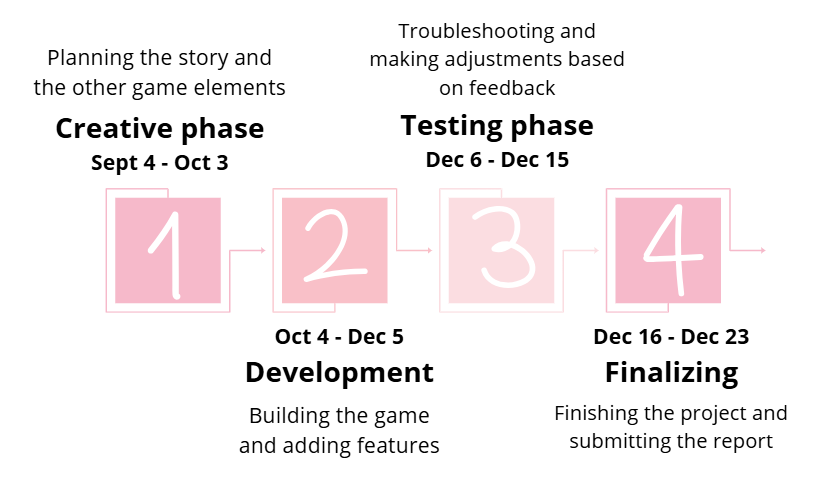 Planning the story and
the other game elements
Creative phase
Sept 4 - Oct 3
1
2
Oct 4 - Dec 5
Development
Building the game
and adding features
Troubleshooting and
making adjustments based
on feedback
Testing phase
Dec 6 - Dec 15
3
4
Dec 16 - Dec 23
Finalizing
Finishing the project and
submitting the report